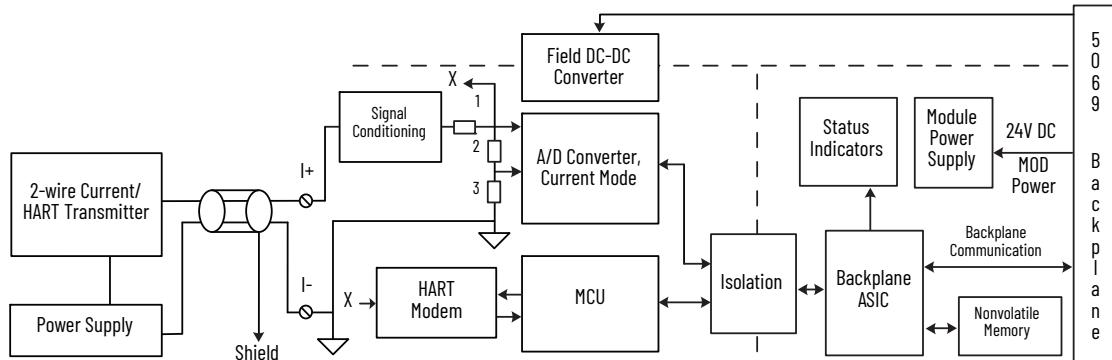 Field DC-DC
Converter
X
1
Signal
Conditioning
2
3
A/D Converter,
Current Mode
Status
Indicators
Module
Power
Supply
24V DC
MOD
Power
5069 Backplane
2-wire Current/
HART Transmitter
I+
I-
Power Supply
Shield
X
HART
Modem
MCU
Isolation
Backplane
ASIC
Backplane
Communication
Nonvolatile
Memory